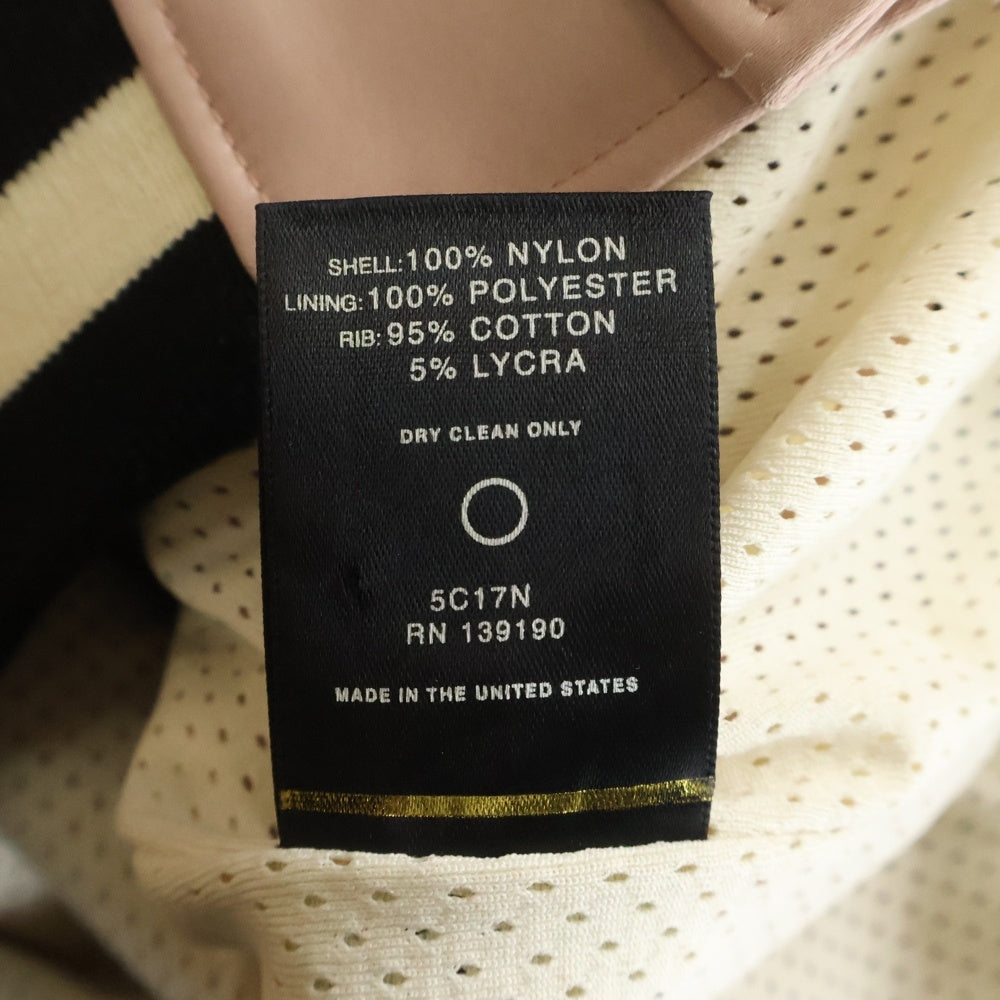 SHELL:100% NYLON
LINING:100% POLYESTER
RIB:95% COTTON
5% LYCRA
DRY CLEAN ONLY
5C17N
RN 139190
MADE IN THE UNITED STATES